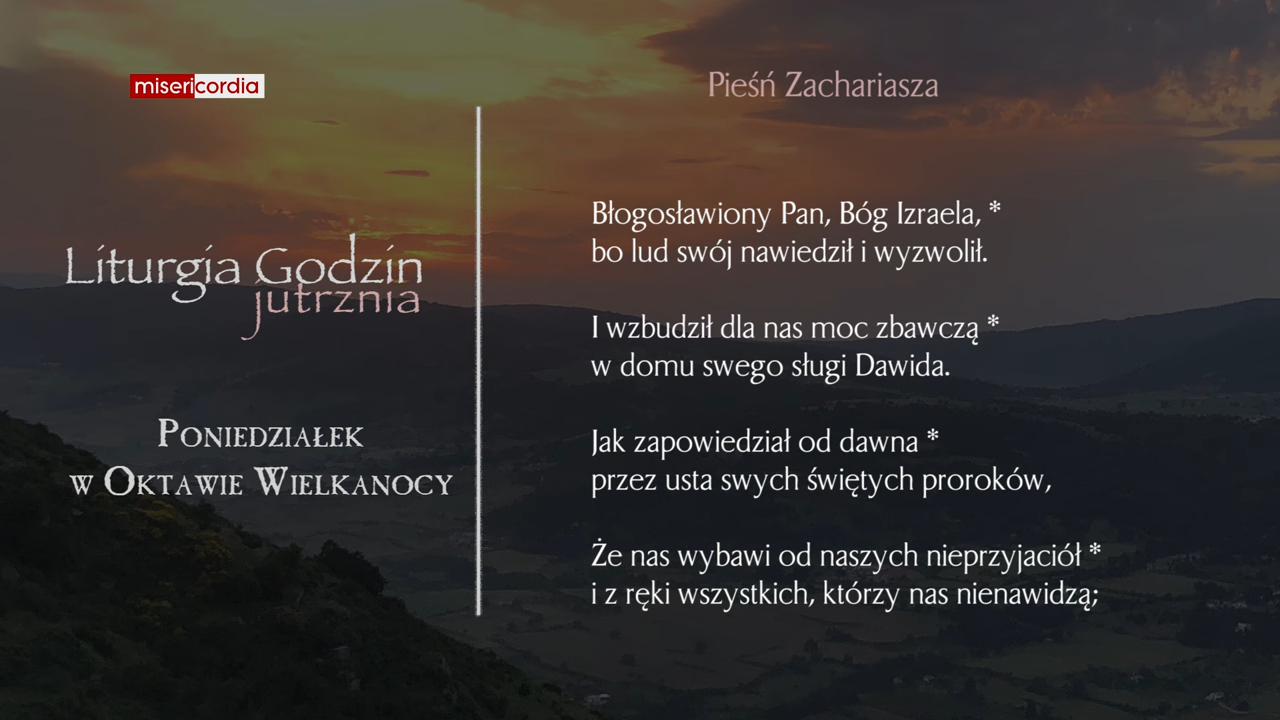 misericordia
Liturgia Godzin
jutrznia
Poniedziałek
w Oktawie Wielkanocy
Pieśń Zachariasza
Błogosławiony Pan, Bóg Izraela, *
bo lud swój nawiedził i wyzwolił.
I wzbudził dla nas moc zbawczą *
w domu swego sługi Dawida.
Jak zapowiedział od dawna *
przez usta swych świętych proroków,
Że nas wybawi od naszych nieprzyjaciół *
i z ręki wszystkich, którzy nas nienawidzą;